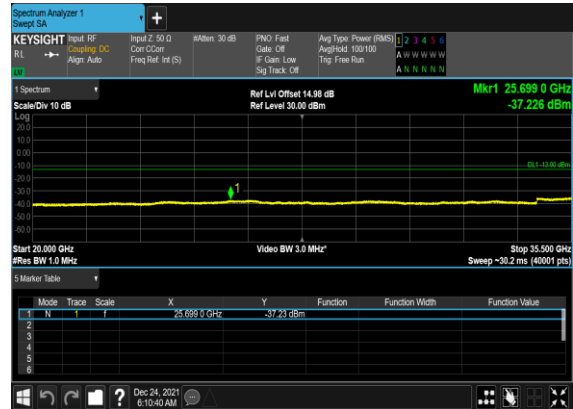 Spectrum Analyzer 1
Swept SA
KEYSIGHT Input: RF Input Z: 50 Ω #Atten: 30 dB PNO: Fast Avg Type: Power (RMS) 1 2 3 4 5 6
RL Coupling: DC Corr CCorr Gate: Off Avg|Hold: 100/100 A W W W W W
Align: Auto Freq Ref: Int (S) IF Gain: Low Trig: Free Run
Sig Track: Off A N N N N N
1 Spectrum Ref Lvl Offset 14.98 dB Mkr1 25.699 0 GHz
Scale/Div 10 dB Ref Level 30.00 dBm -37.226 dBm
Log
20.0
10.0
0.00
-10.0
DL1 -13.00 dBm
-20.0
-30.0
1
-40.0
-50.0
-60.0
Start 20.000 GHz Video BW 3.0 MHz* Stop 35.500 GHz
#Res BW 1.0 MHz Sweep ~30.2 ms (40001 pts)
5 Marker Table
Mode Trace Scale X Y Function Function Width Function Value
1 N 1 f 25.699 0 GHz -37.23 dBm
2
3
4
5
6
? Dec 24, 2021
6:10:40 AM